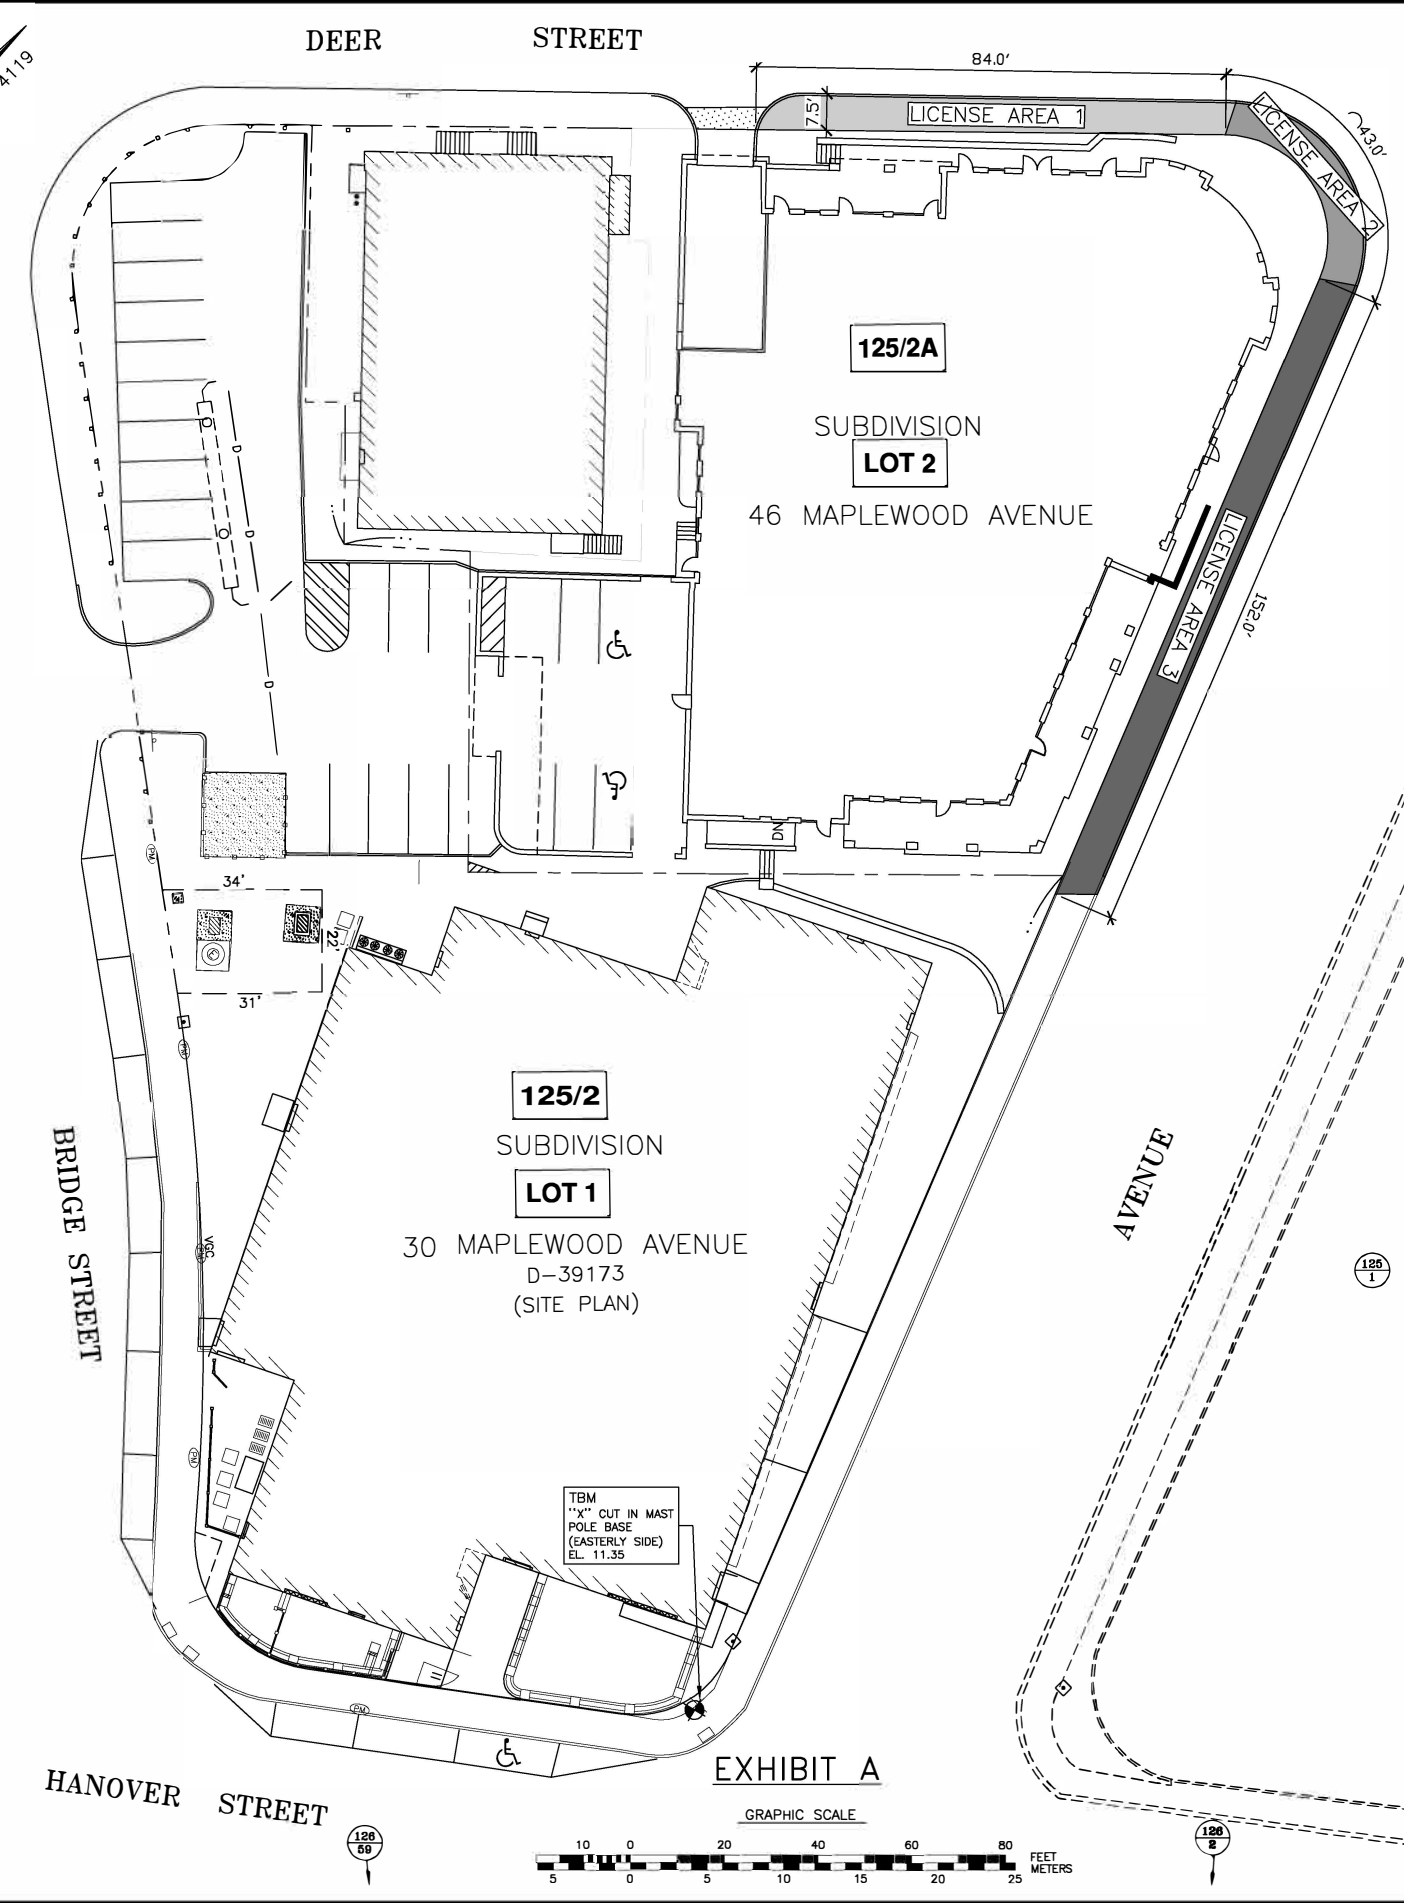 DEER STREET
4119
84.0'
7.5'
LICENSE AREA 1
LICENSE AREA 2
43.0'
125/2A
SUBDIVISION
LOT 2
46 MAPLEWOOD AVENUE
LICENSE AREA 3
152.0'
D
D
D
DN
PM
34'
22'
31'
PM
125/2
SUBDIVISION
LOT 1
30 MAPLEWOOD AVENUE
D-39173
(SITE PLAN)
BRIDGE STREET
VGC
PM
PM
AVENUE
125
1
TBM
"X" CUT IN MAST
POLE BASE
(EASTERLY SIDE)
EL. 11.35
PM
HANOVER STREET
EXHIBIT A
GRAPHIC SCALE
126
59
126
2
10 0 20 40 60 80
FEET
METERS
5 0 5 10 15 20 25